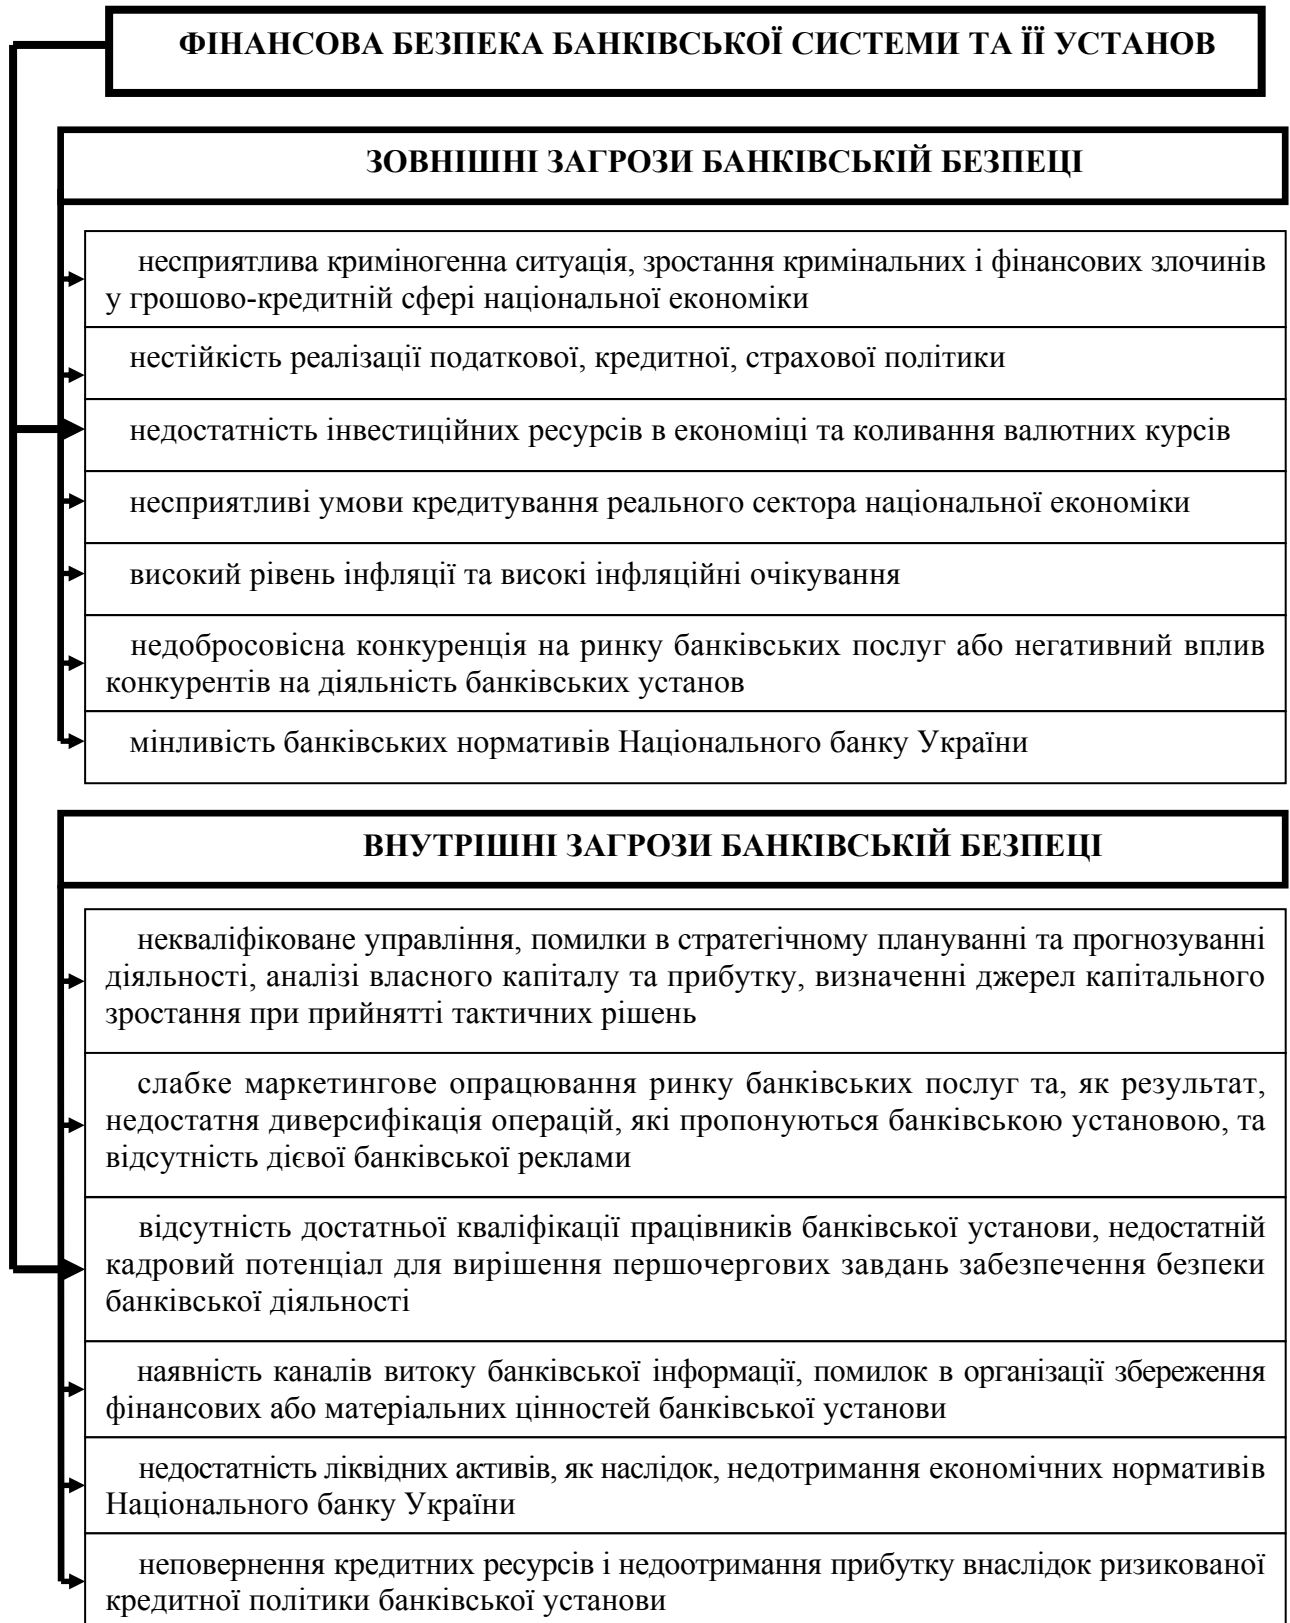 ФІНАНСОВА БЕЗПЕКА БАНКІВСЬКОЇ СИСТЕМИ ТА ЇЇ УСТАНОВ
ЗОВНІШНІ ЗАГРОЗИ БАНКІВСЬКІЙ БЕЗПЕЦІ
несприятлива криміногенна ситуація, зростання кримінальних і фінансових злочинів
у грошово-кредитній сфері національної економіки
нестійкість реалізації податкової, кредитної, страхової політики
недостатність інвестиційних ресурсів в економіці та коливання валютних курсів
несприятливі умови кредитування реального сектора національної економіки
високий рівень інфляції та високі інфляційні очікування
недобросовісна конкуренція на ринку банківських послуг або негативний вплив
конкурентів на діяльність банківських установ
мінливість банківських нормативів Національного банку України
ВНУТРІШНІ ЗАГРОЗИ БАНКІВСЬКІЙ БЕЗПЕЦІ
некваліфіковане управління, помилки в стратегічному плануванні та прогнозуванні
діяльності, аналізі власного капіталу та прибутку, визначенні джерел капітального
зростання при прийнятті тактичних рішень
слабке маркетингове опрацювання ринку банківських послуг та, як результат,
недостатня диверсифікація операцій, які пропонуються банківською установою, та
відсутність дієвої банківської реклами
відсутність достатньої кваліфікації працівників банківської установи, недостатній
кадровий потенціал для вирішення першочергових завдань забезпечення безпеки
банківської діяльності
наявність каналів витоку банківської інформації, помилок в організації збереження
фінансових або матеріальних цінностей банківської установи
недостатність ліквідних активів, як наслідок, недотримання економічних нормативів
Національного банку України
неповернення кредитних ресурсів і недоотримання прибутку внаслідок ризикованої
кредитної політики банківської установи